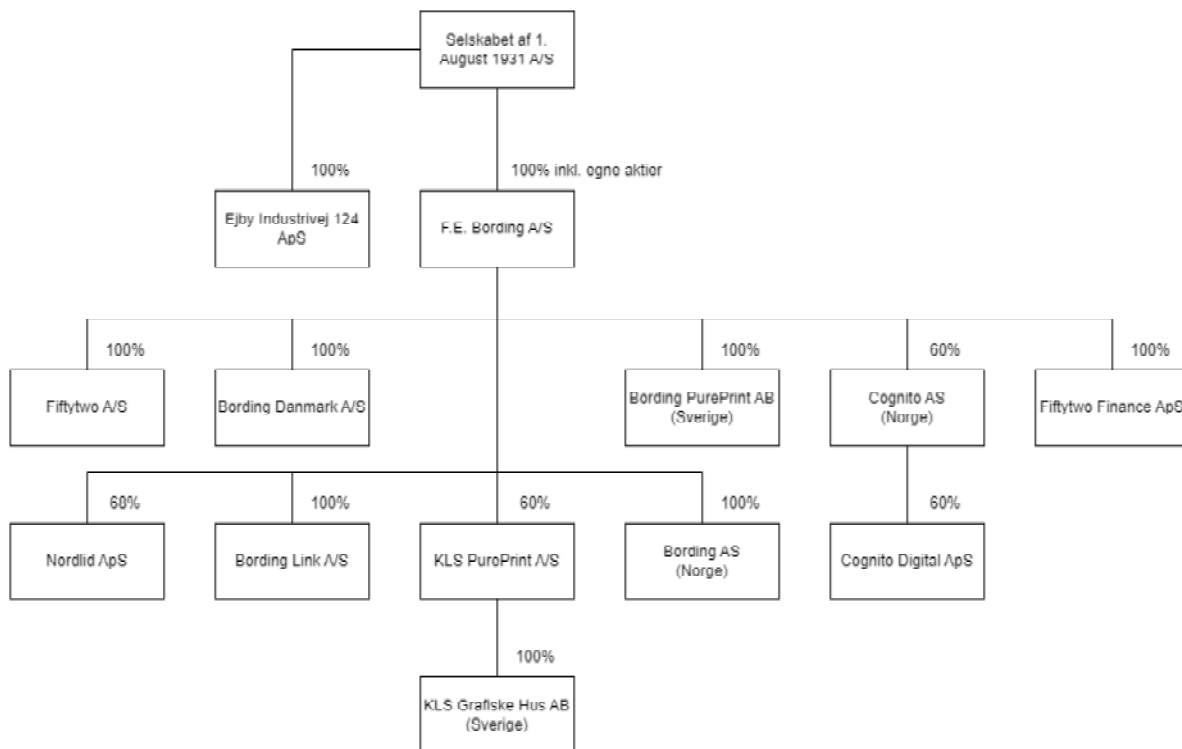 Selskabet af 1.
August 1931 A/S
100%
100% inkl. egne aktier
Ejby Industrivej 124
ApS
F.E. Bording A/S
100%
100%
100%
60%
100%
Fiftytwo A/S
Bording Danmark A/S
Bording PurePrint AB
(Sverige)
Cognito AS
(Norge)
Fiftytwo Finance ApS
68%
100%
60%
100%
60%
Nordlid ApS
Bording Link A/S
KLS PurePrint A/S
Bording AS
(Norge)
Cognito Digital ApS
100%
KLS Grafiske Hus AB
(Sverige)